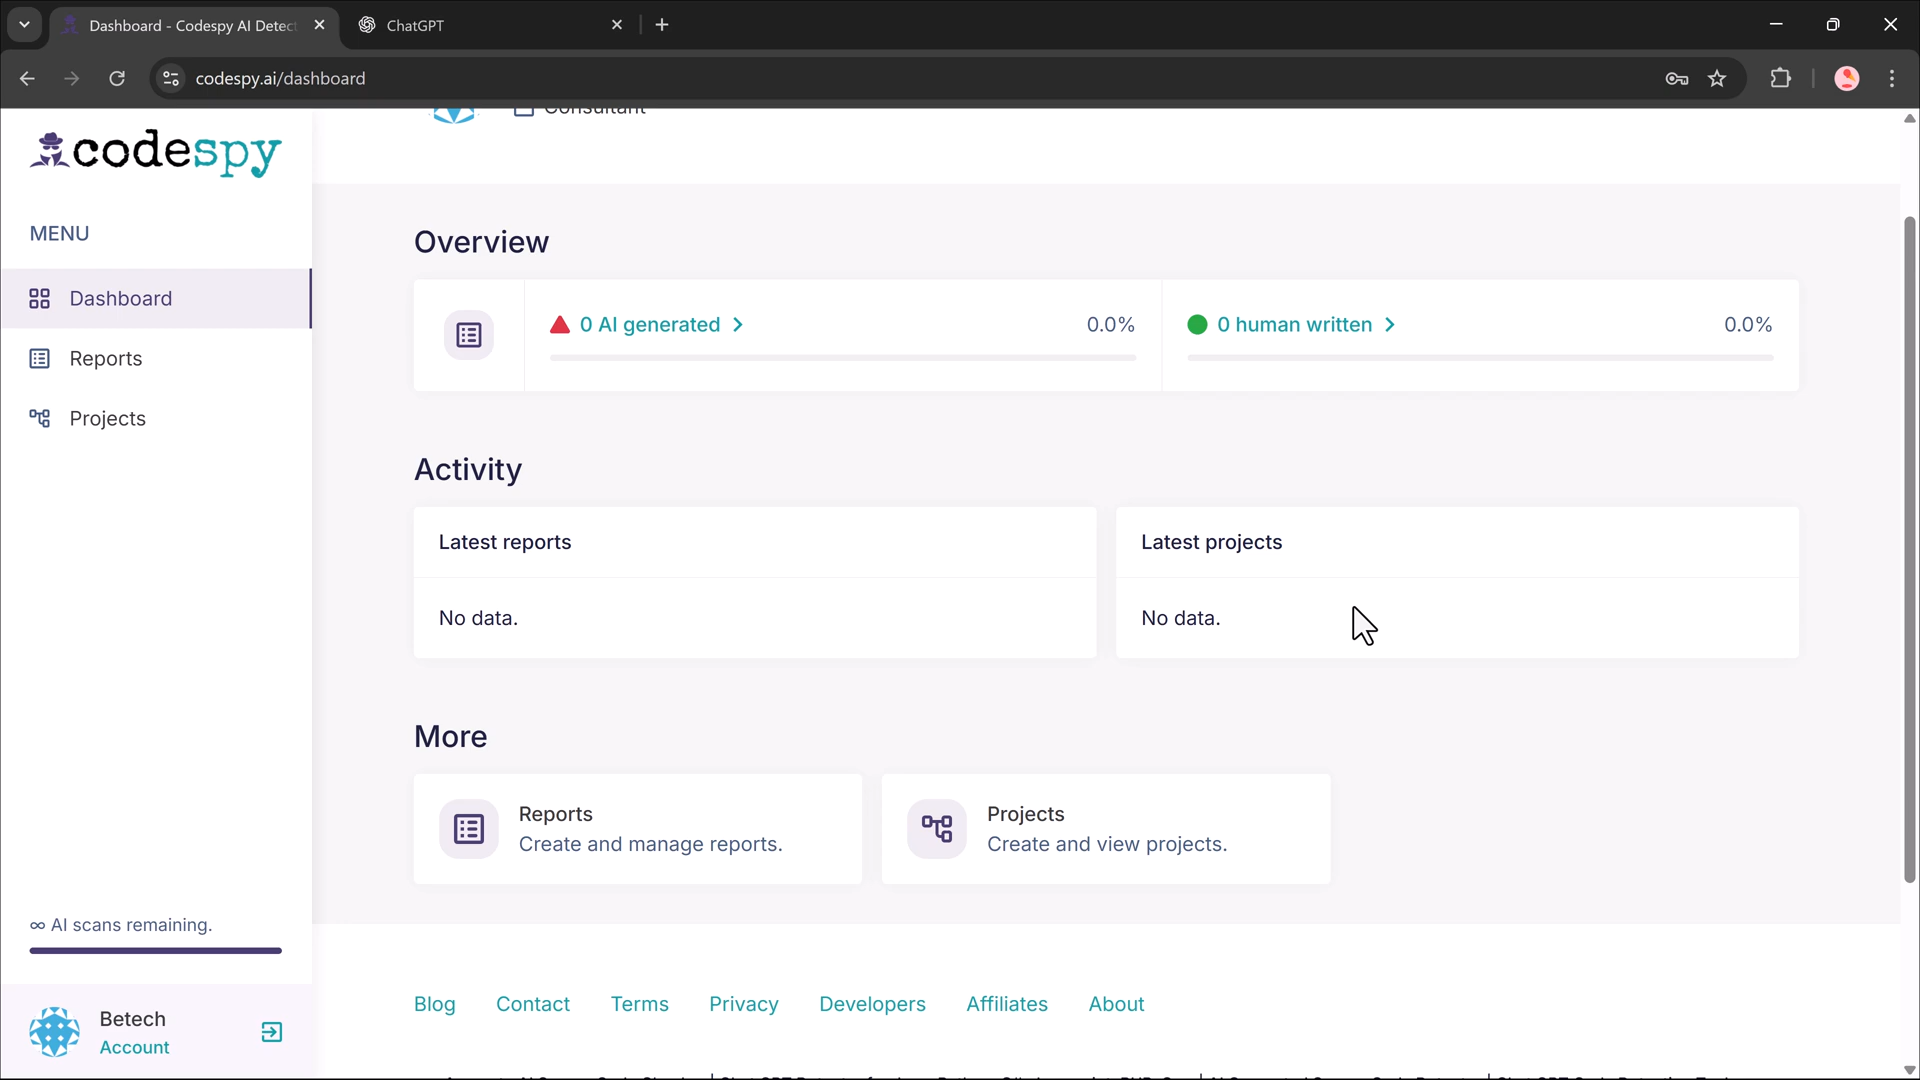 Dashboard - Codespy AI Detect
ChatGPT
codespy.ai/dashboard
codespy
Consultant
MENU
Dashboard
Reports
Projects
Overview
0 AI generated
0.0%
0 human written
0.0%
Activity
Latest reports
Latest projects
No data.
No data.
More
Reports
Create and manage reports.
Projects
Create and view projects.
∞ AI scans remaining.
Betech
Account
Blog
Contact
Terms
Privacy
Developers
Affiliates
About